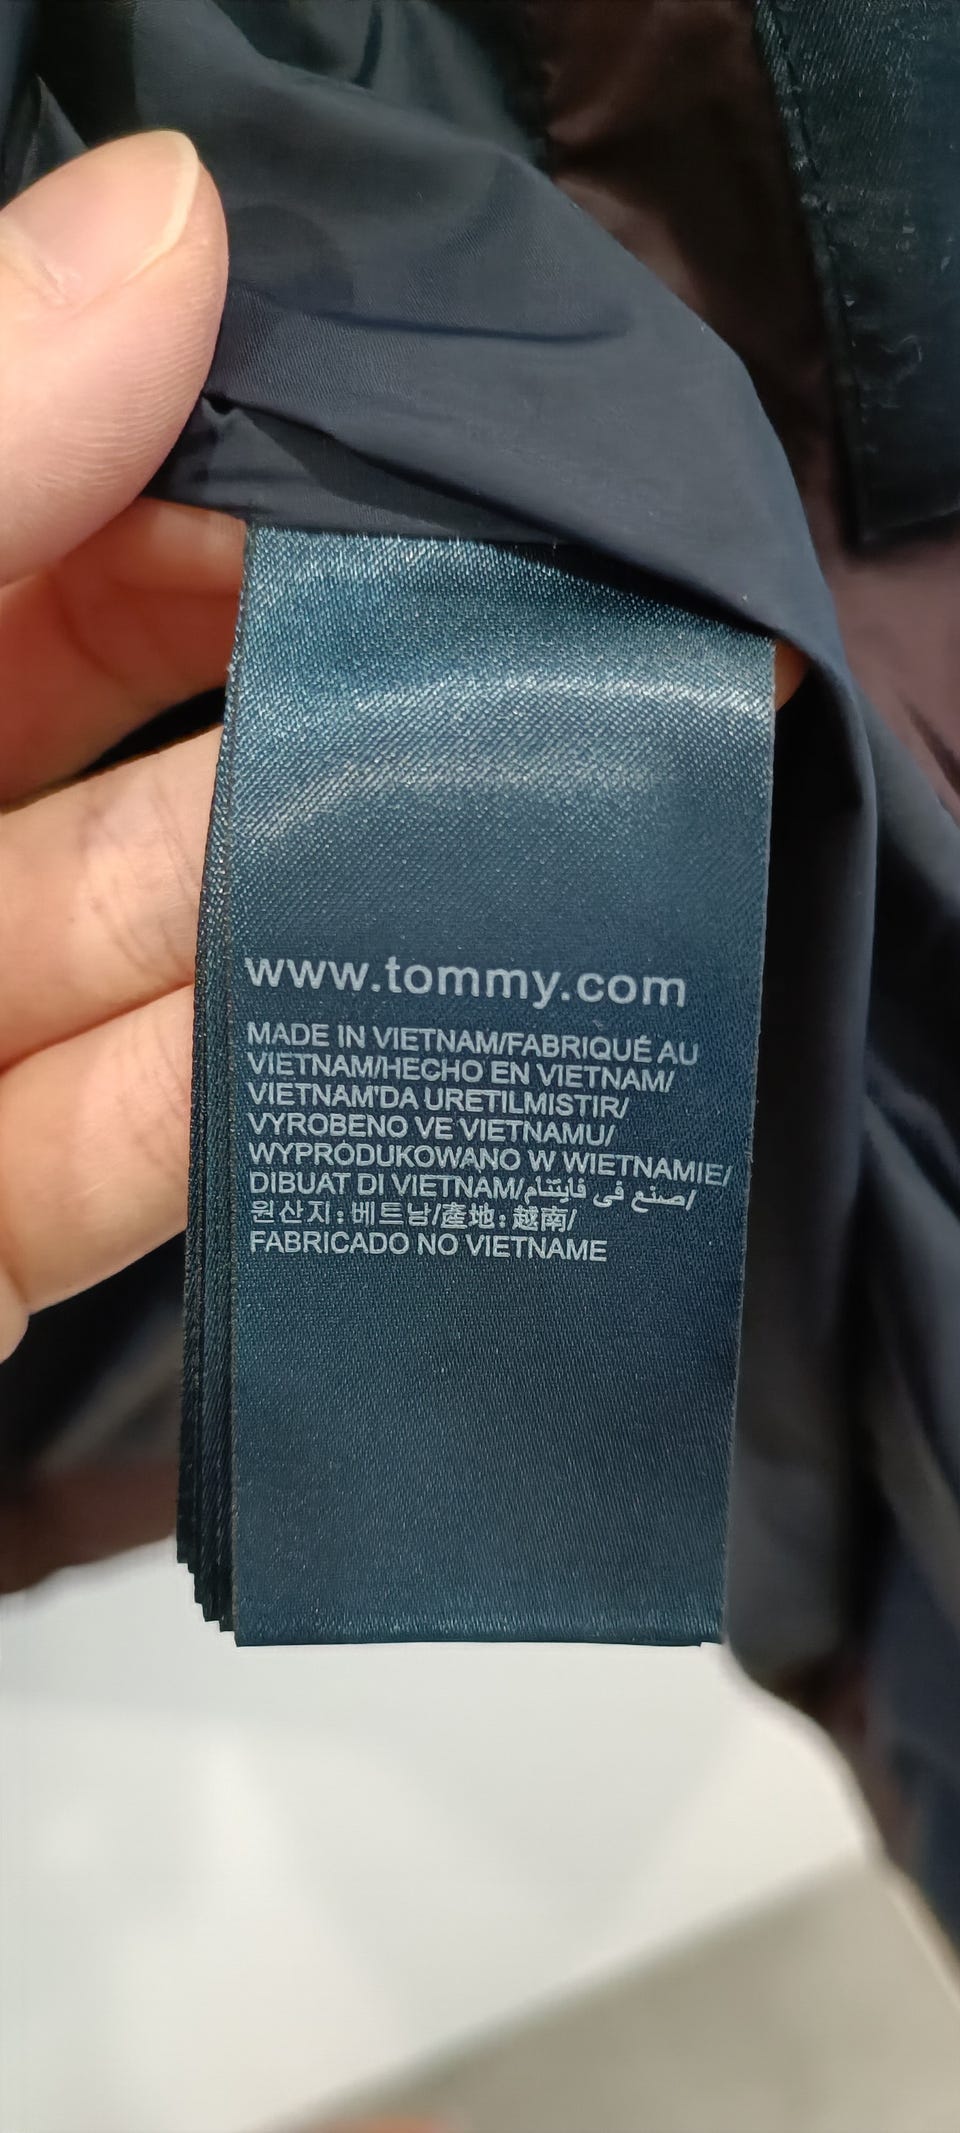 www.tommy.com
MADE IN VIETNAM/FABRIQUÉ AU
VIETNAM/HECHO EN VIETNAM/
VIETNAM'DA URETILMISTIR/
VYROBENO VE VIETNAMU/
WYPRODUKOWANO W WIETNAMIE/
DIBUAT DI VIETNAM/صنع في فايتنام/
원산지:베트남/產地:越南/
FABRICADO NO VIETNAME